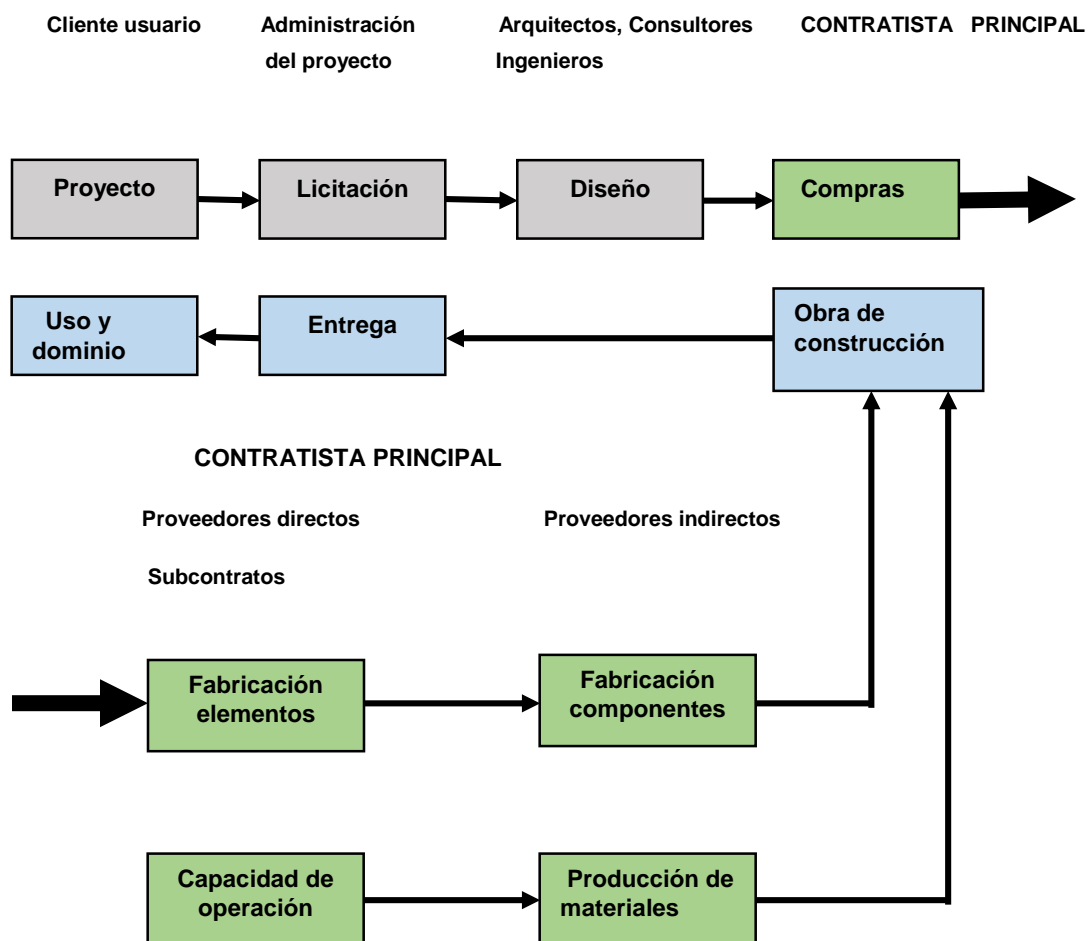 Cliente usuario Administración Arquitectos, Consultores CONTRATISTA PRINCIPAL
del proyecto Ingenieros
Proyecto Licitación Diseño Compras
Uso y
dominio
Entrega
Obra de
construcción
CONTRATISTA PRINCIPAL
Proveedores directos Proveedores indirectos
Subcontratos
Fabricación
elementos
Fabricación
componentes
Capacidad de
operación
Producción de
materiales